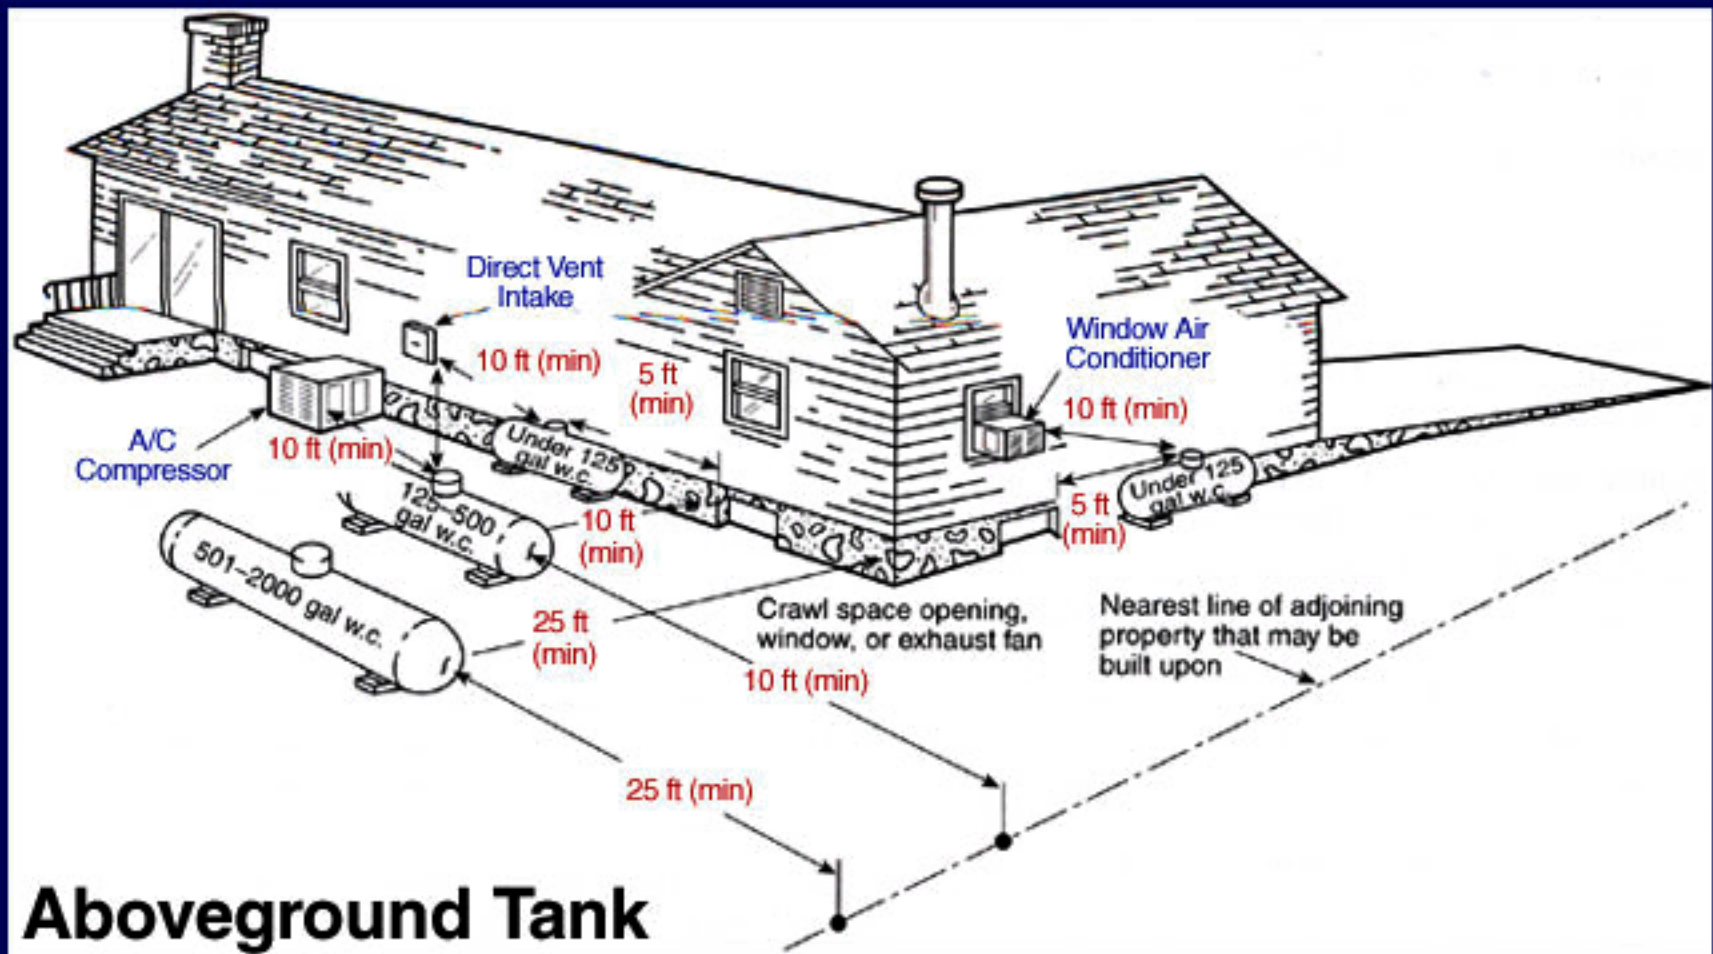 Direct Vent
Intake
10 ft (min)
5 ft
(min)
Window Air
Conditioner
10 ft (min)
A/C
Compressor
10 ft (min)
Under 125
gal w.c.
Under 125
gal w.c.
125-500
gal w.c.
10 ft
(min)
5 ft
(min)
501-2000 gal w.c.
25 ft
(min)
Crawl space opening,
window, or exhaust fan
Nearest line of adjoining
property that may be
built upon
10 ft (min)
25 ft (min)
Aboveground Tank